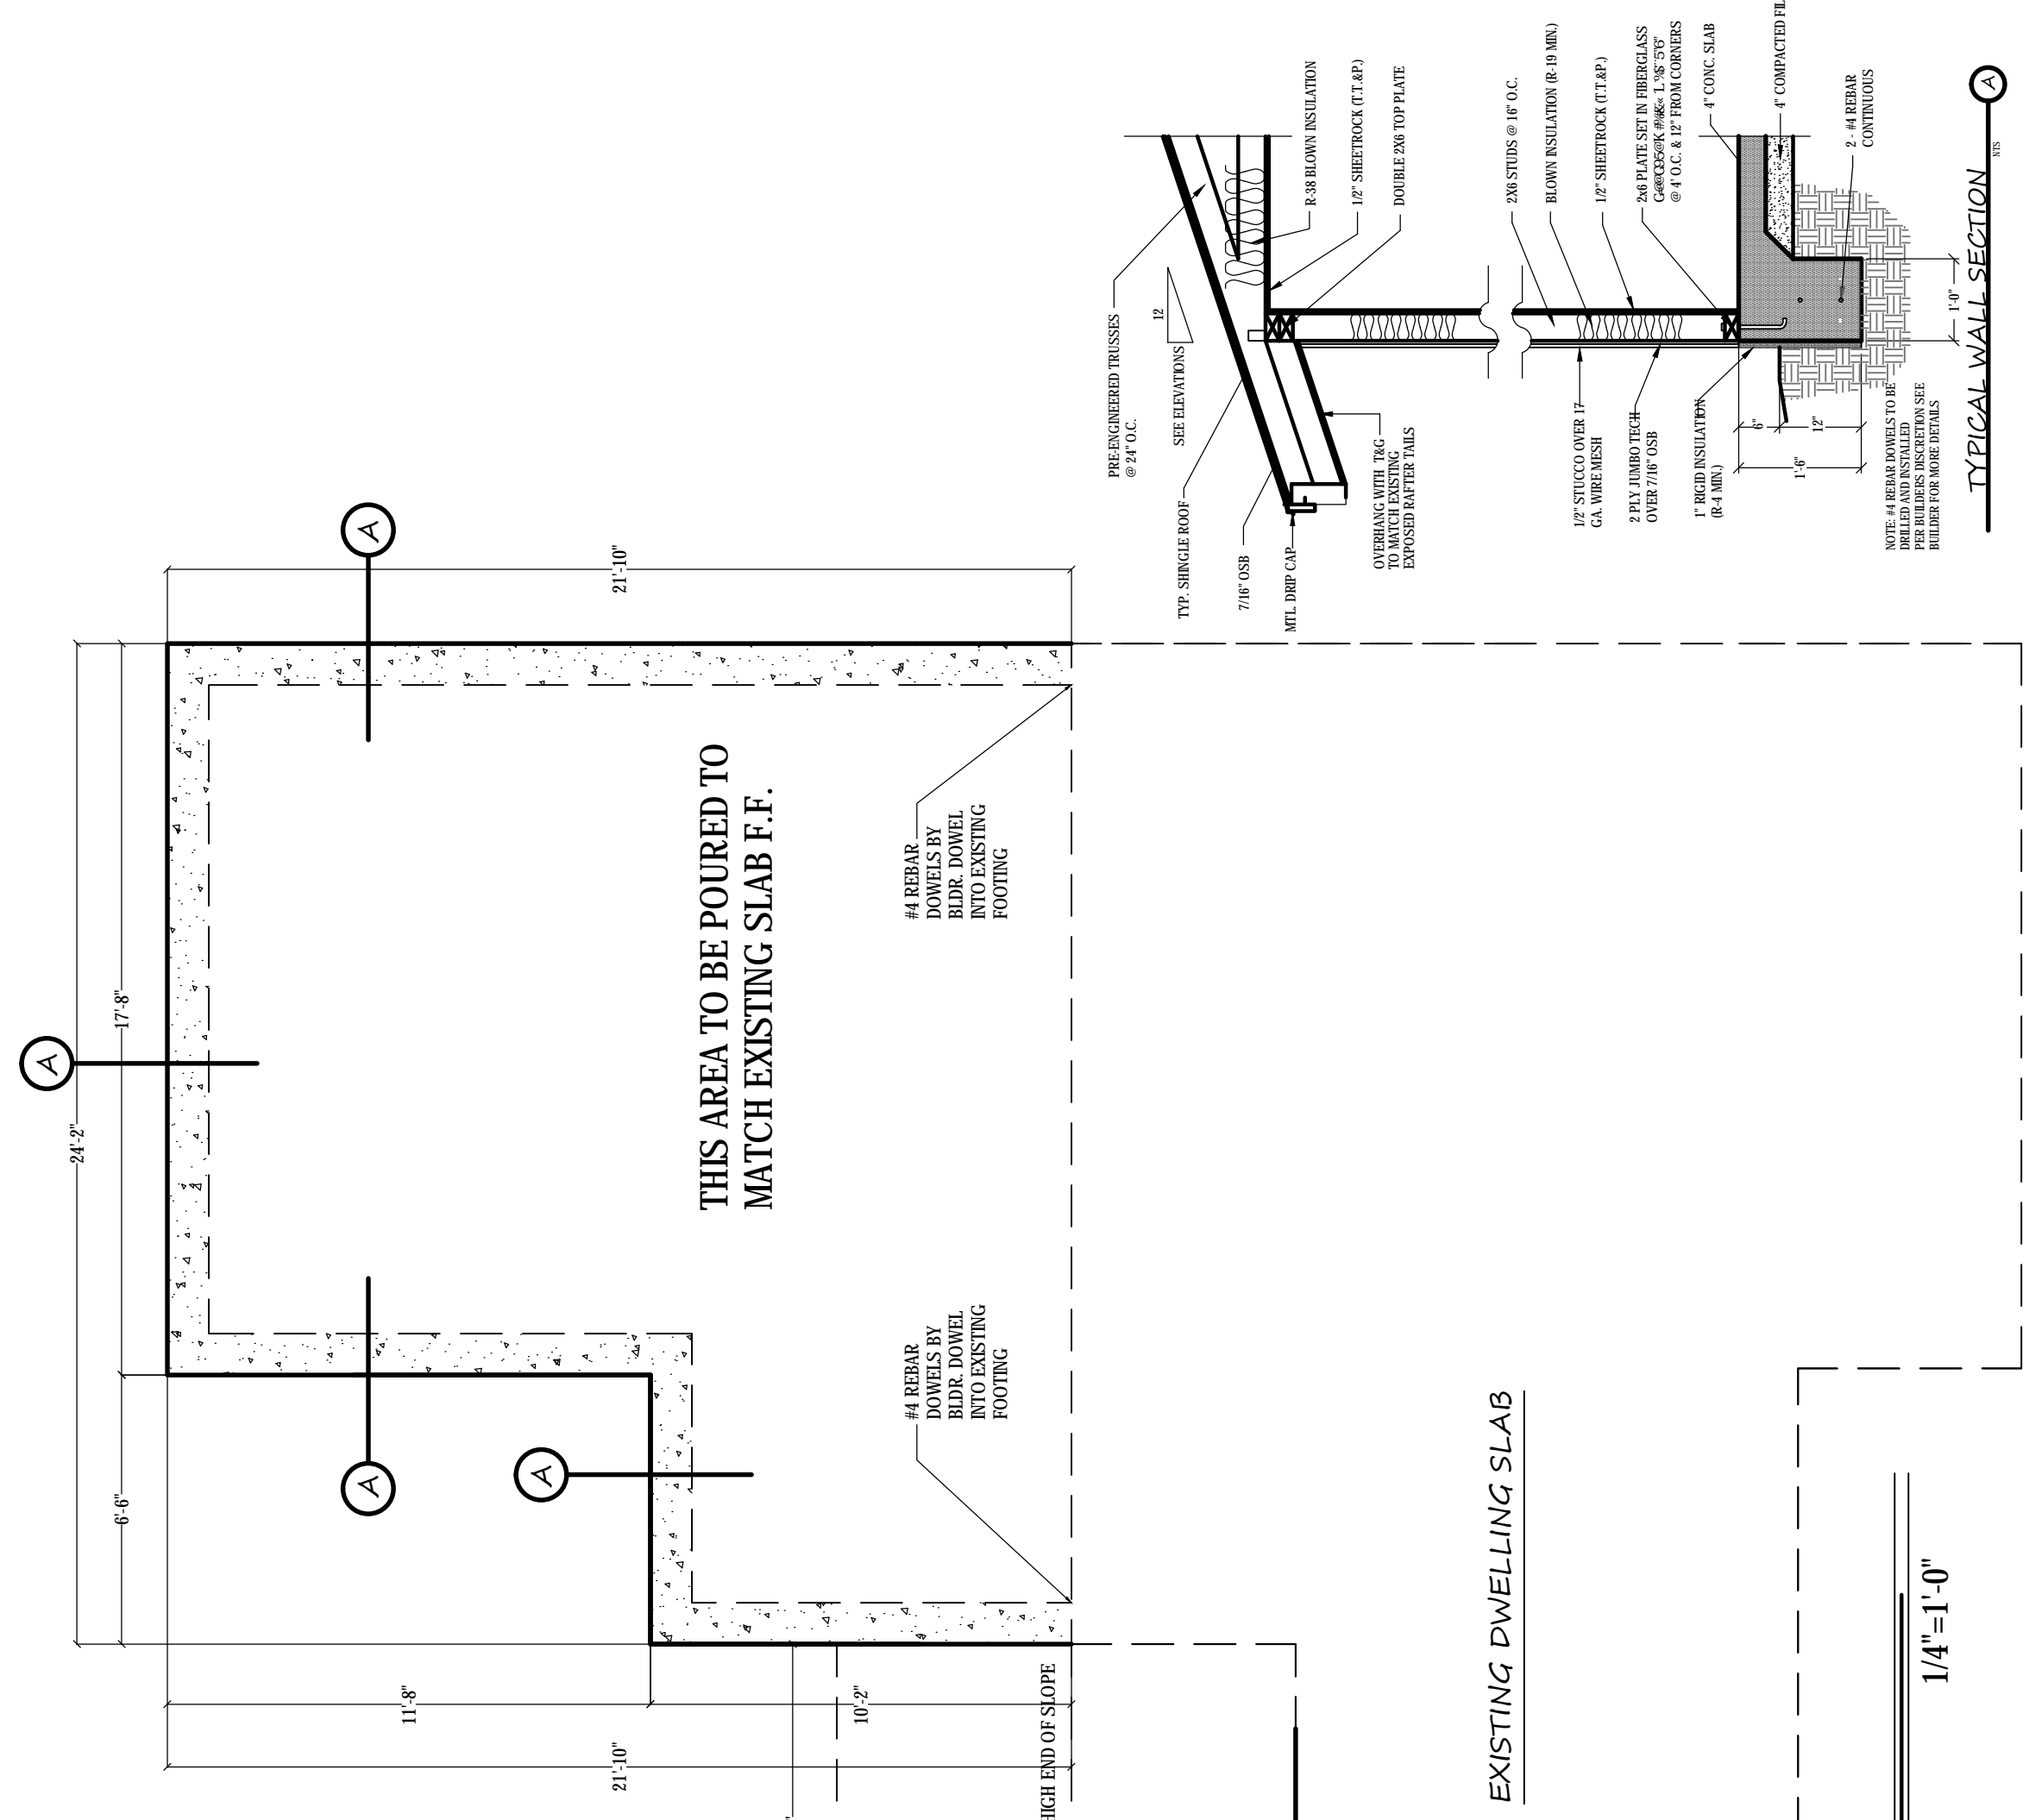 A
21'-10"
A
17'-8"
24'-2"
6'-6"
A
A
11'-8"
10'-2"
21'-10"
THIS AREA TO BE POURED TO
MATCH EXISTING SLAB F.F.
#4 REBAR
DOWELS BY
BLDR. DOWEL
INTO EXISTING
FOOTING
#4 REBAR
DOWELS BY
BLDR. DOWEL
INTO EXISTING
FOOTING
HIGH END OF SLOPE
EXISTING DWELLING SLAB
1/4"=1'-0"
PRE-ENGINEERED TRUSSES
@ 24" O.C.
12
SEE ELEVATIONS
TYP. SHINGLE ROOF
7/16" OSB
MTL. DRIP CAP
OVERHANG WITH T&G
TO MATCH EXISTING
EXPOSED RAFTER TAILS
R-38 BLOWN INSULATION
1/2" SHEETROCK (T.T.&P.)
DOUBLE 2X6 TOP PLATE
2X6 STUDS @ 16" O.C.
BLOWN INSULATION (R-19 MIN.)
1/2" SHEETROCK (T.T.&P.)
2x6 PLATE SET IN FIBERGLASS
@ 4' O.C. & 12" FROM CORNERS
4" CONC. SLAB
4" COMPACTED FIL
2 - #4 REBAR
CONTINUOUS
1/2" STUCCO OVER 17
GA. WIRE MESH
2 PLY JUMBO TECH
OVER 7/16" OSB
1" RIGID INSULATION
(R-4 MIN.)
6"
12"
1'-6"
1'-0"
NOTE: #4 REBAR DOWELS TO BE
DRILLED AND INSTALLED
PER BUILDERS DISCRETION SEE
BUILDER FOR MORE DETAILS
TYPICAL WALL SECTION
NTS
A